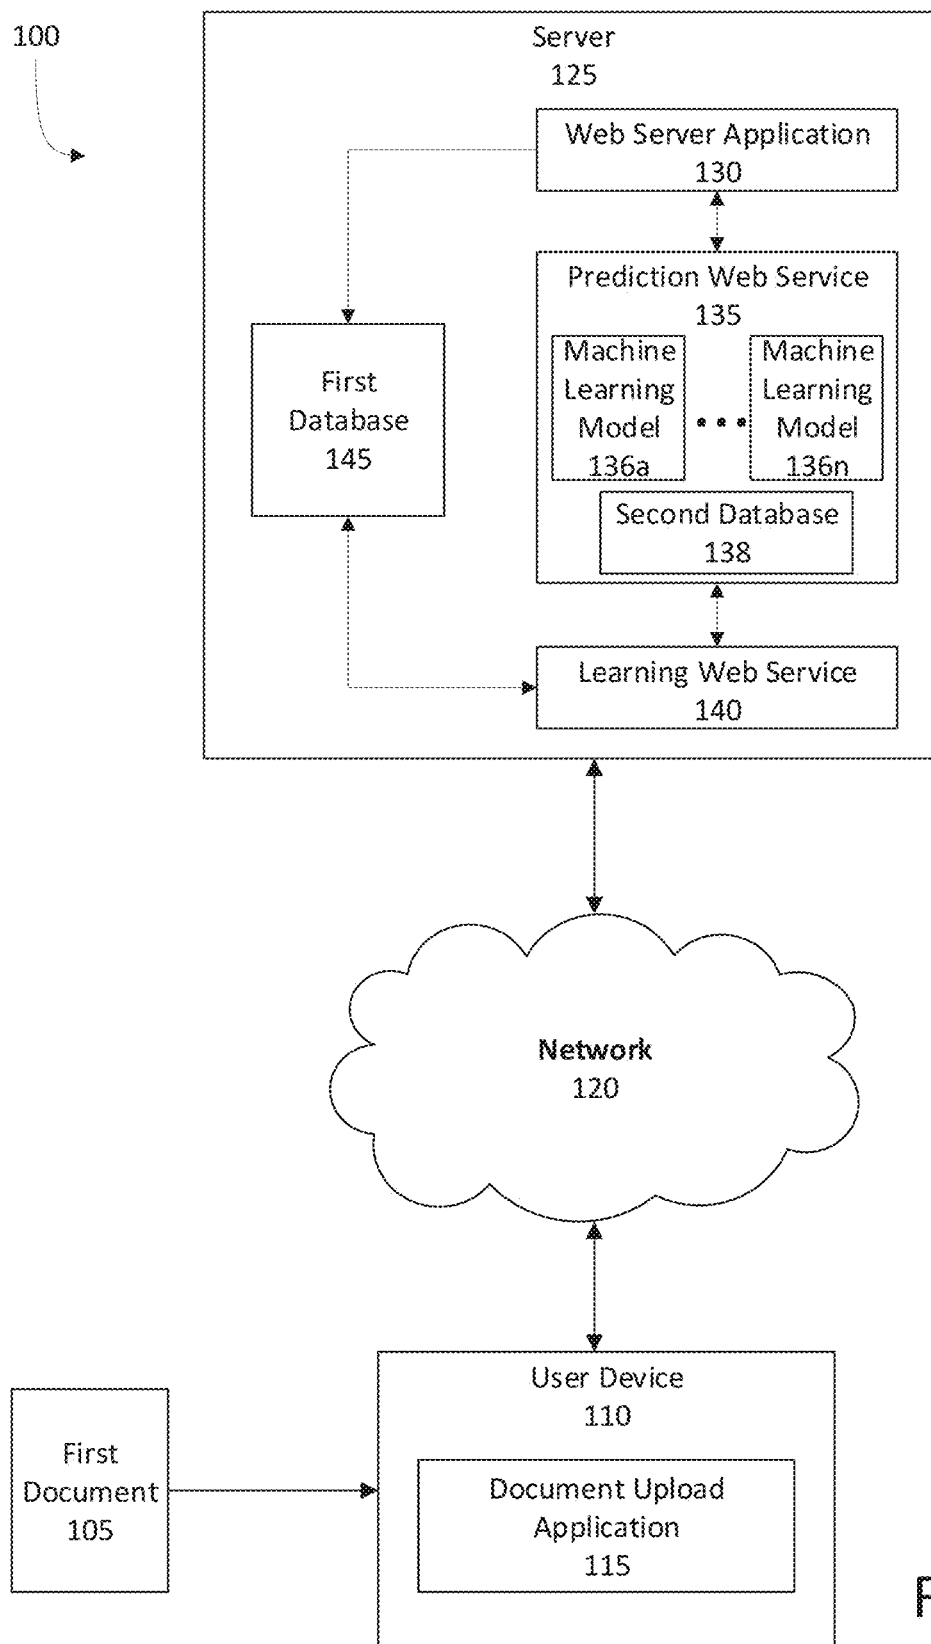 100
Server
125
Web Server Application
130
Prediction Web Service
135
Machine
Learning
Model
136a
•••
Machine
Learning
Model
136n
Second Database
138
First
Database
145
Learning Web Service
140
Network
120
User Device
110
Document Upload
Application
115
First
Document
105
F